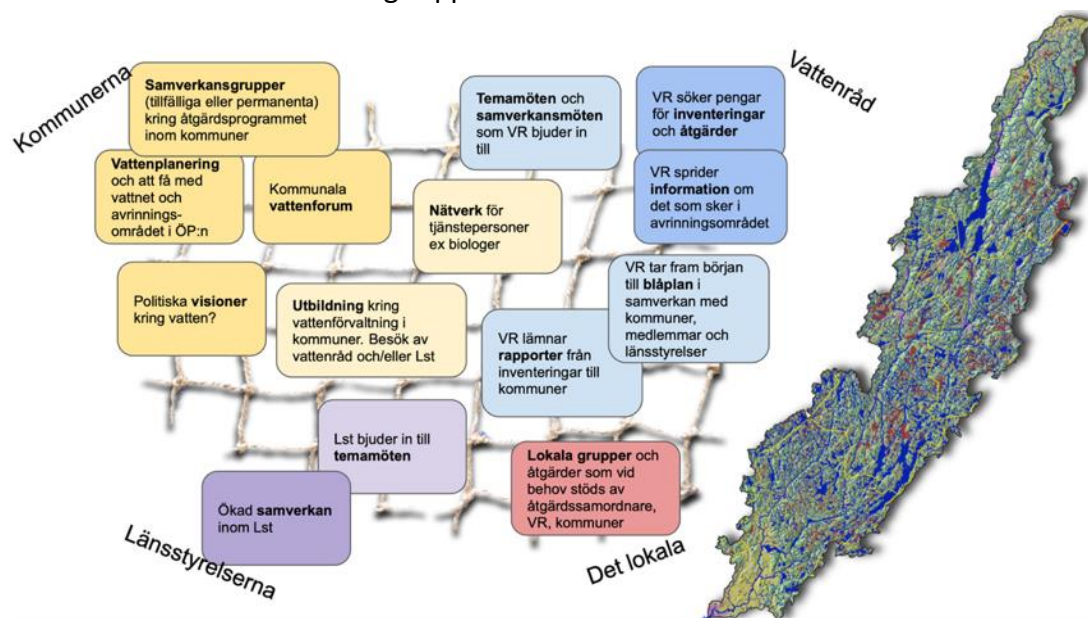 Kommunerna
Samverkansgrupper
(tillfälliga eller permanenta)
kring åtgärdsprogrammet
inom kommuner
Vattenplanering
och att få med
vattnet och
avrinnings-
området i ÖP:n
Kommunala
vattenforum
Politiska visioner
kring vatten?
Nätverk för
tjänstepersoner
ex biologer
Utbildning kring
vattenförvaltning i
kommuner. Besök av
vattenråd och/eller Lst
Temamöten och
samverkansmöten
som VR bjuder in
till
Vattenråd
VR söker pengar
för inventeringar
och åtgärder
VR sprider
information om
det som sker i
avrinningsområdet
VR tar fram början
till blåplan i
samverkan med
kommuner,
medlemmar och
länsstyrelser
VR lämnar
rapporter från
inventeringar till
kommuner
Lst bjuder in till
temamöten
Ökad samverkan
inom Lst
Länsstyrelserna
Lokala grupper och
åtgärder som vid
behov stöds av
åtgärdssamordnare,
VR, kommuner
Det lokala